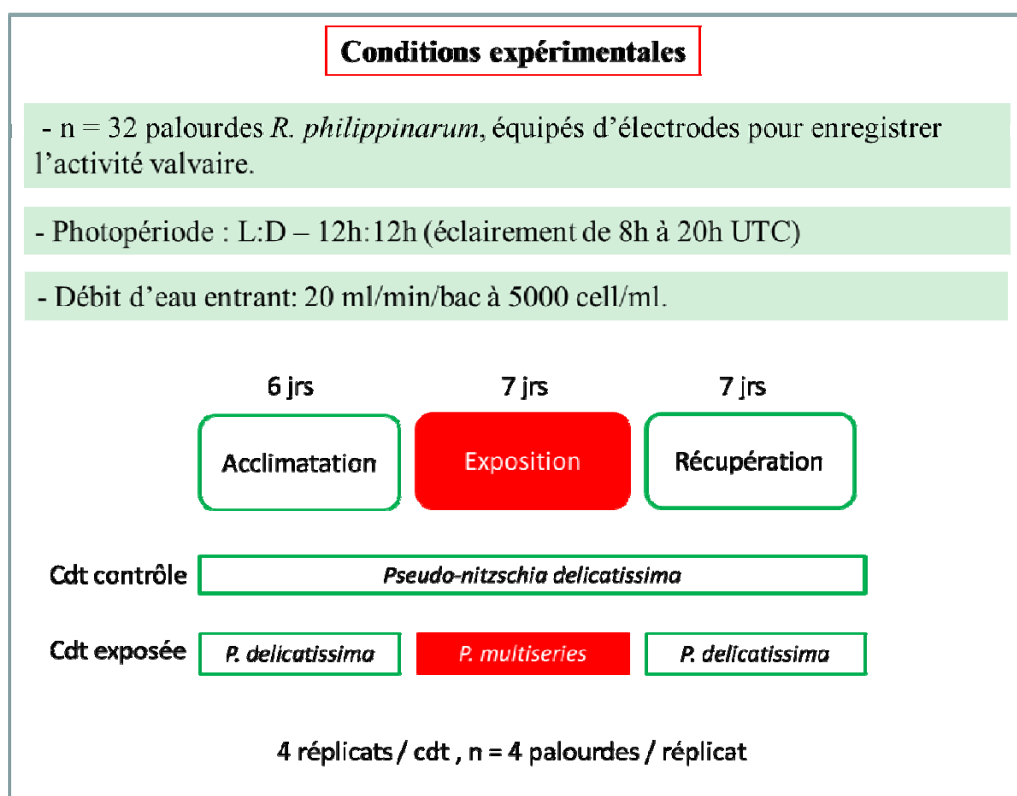 Conditions expérimentales
- n = 32 palourdes R. philippinarum, équipés d'électrodes pour enregistrer
l'activité valvaire.
- Photopériode : L:D – 12h:12h (éclairement de 8h à 20h UTC)
- Débit d'eau entrant: 20 ml/min/bac à 5000 cell/ml.
6 jrs 7 jrs 7 jrs
Acclimatation Exposition Récupération
Cdt contrôle Pseudo-nitzschia delicatissima
Cdt exposée P. delicatissima P. multiseries P. delicatissima
4 réplicats / cdt , n = 4 palourdes / réplicat